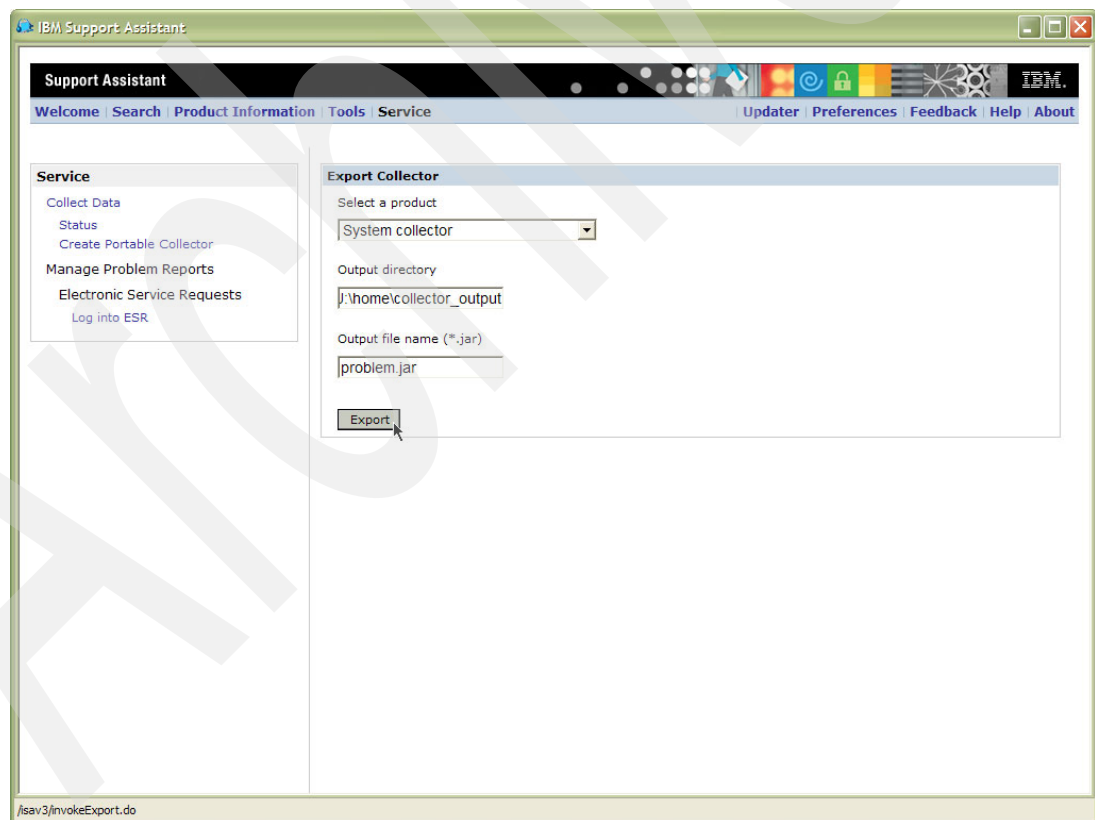 IBM Support Assistant
Support Assistant
IBM.
Welcome | Search | Product Information | Tools | Service
Updater | Preferences | Feedback | Help | About
Service
Collect Data
Status
Create Portable Collector
Manage Problem Reports
Electronic Service Requests
Log into ESR
Export Collector
Select a product
System collector
Output directory
J:\home\collector_output
Output file name (*.jar)
problem.jar
Export
/isav3/invokeExport.do